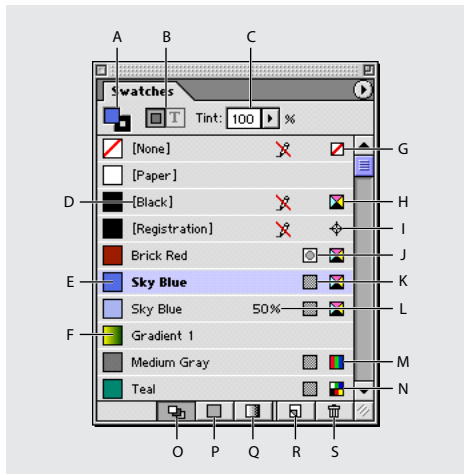 A B C
Swatches
T Tint: 100 %
[None] G
[Paper]
D [Black] H
[Registration] I
Brick Red J
E Sky Blue K
Sky Blue 50% L
F Gradient 1
Medium Gray M
Teal N
O P Q R S